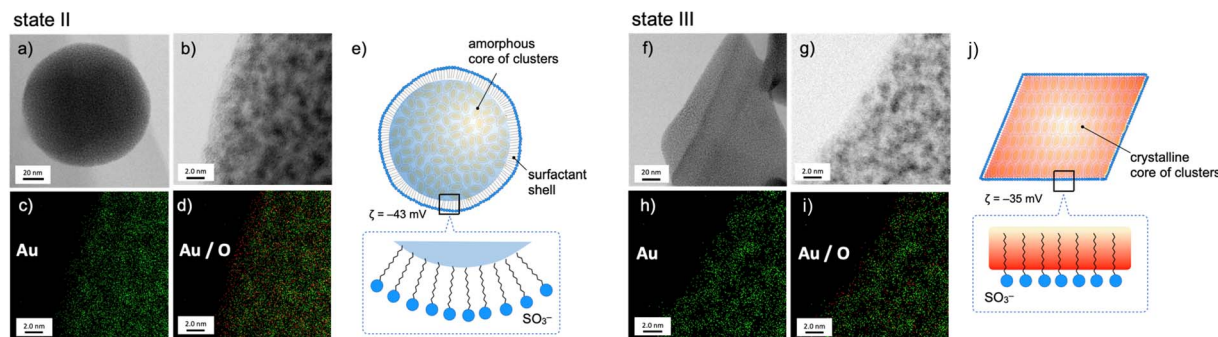 state II
a)
20 nm
b)
2.0 nm
c)
Au
2.0 nm
d)
Au / O
2.0 nm
e)
amorphous
core of clusters
surfactant
shell
ζ = –43 mV
SO₃⁻
state III
f)
20 nm
g)
2.0 nm
h)
Au
2.0 nm
i)
Au / O
2.0 nm
j)
crystalline
core of clusters
ζ = –35 mV
SO₃⁻